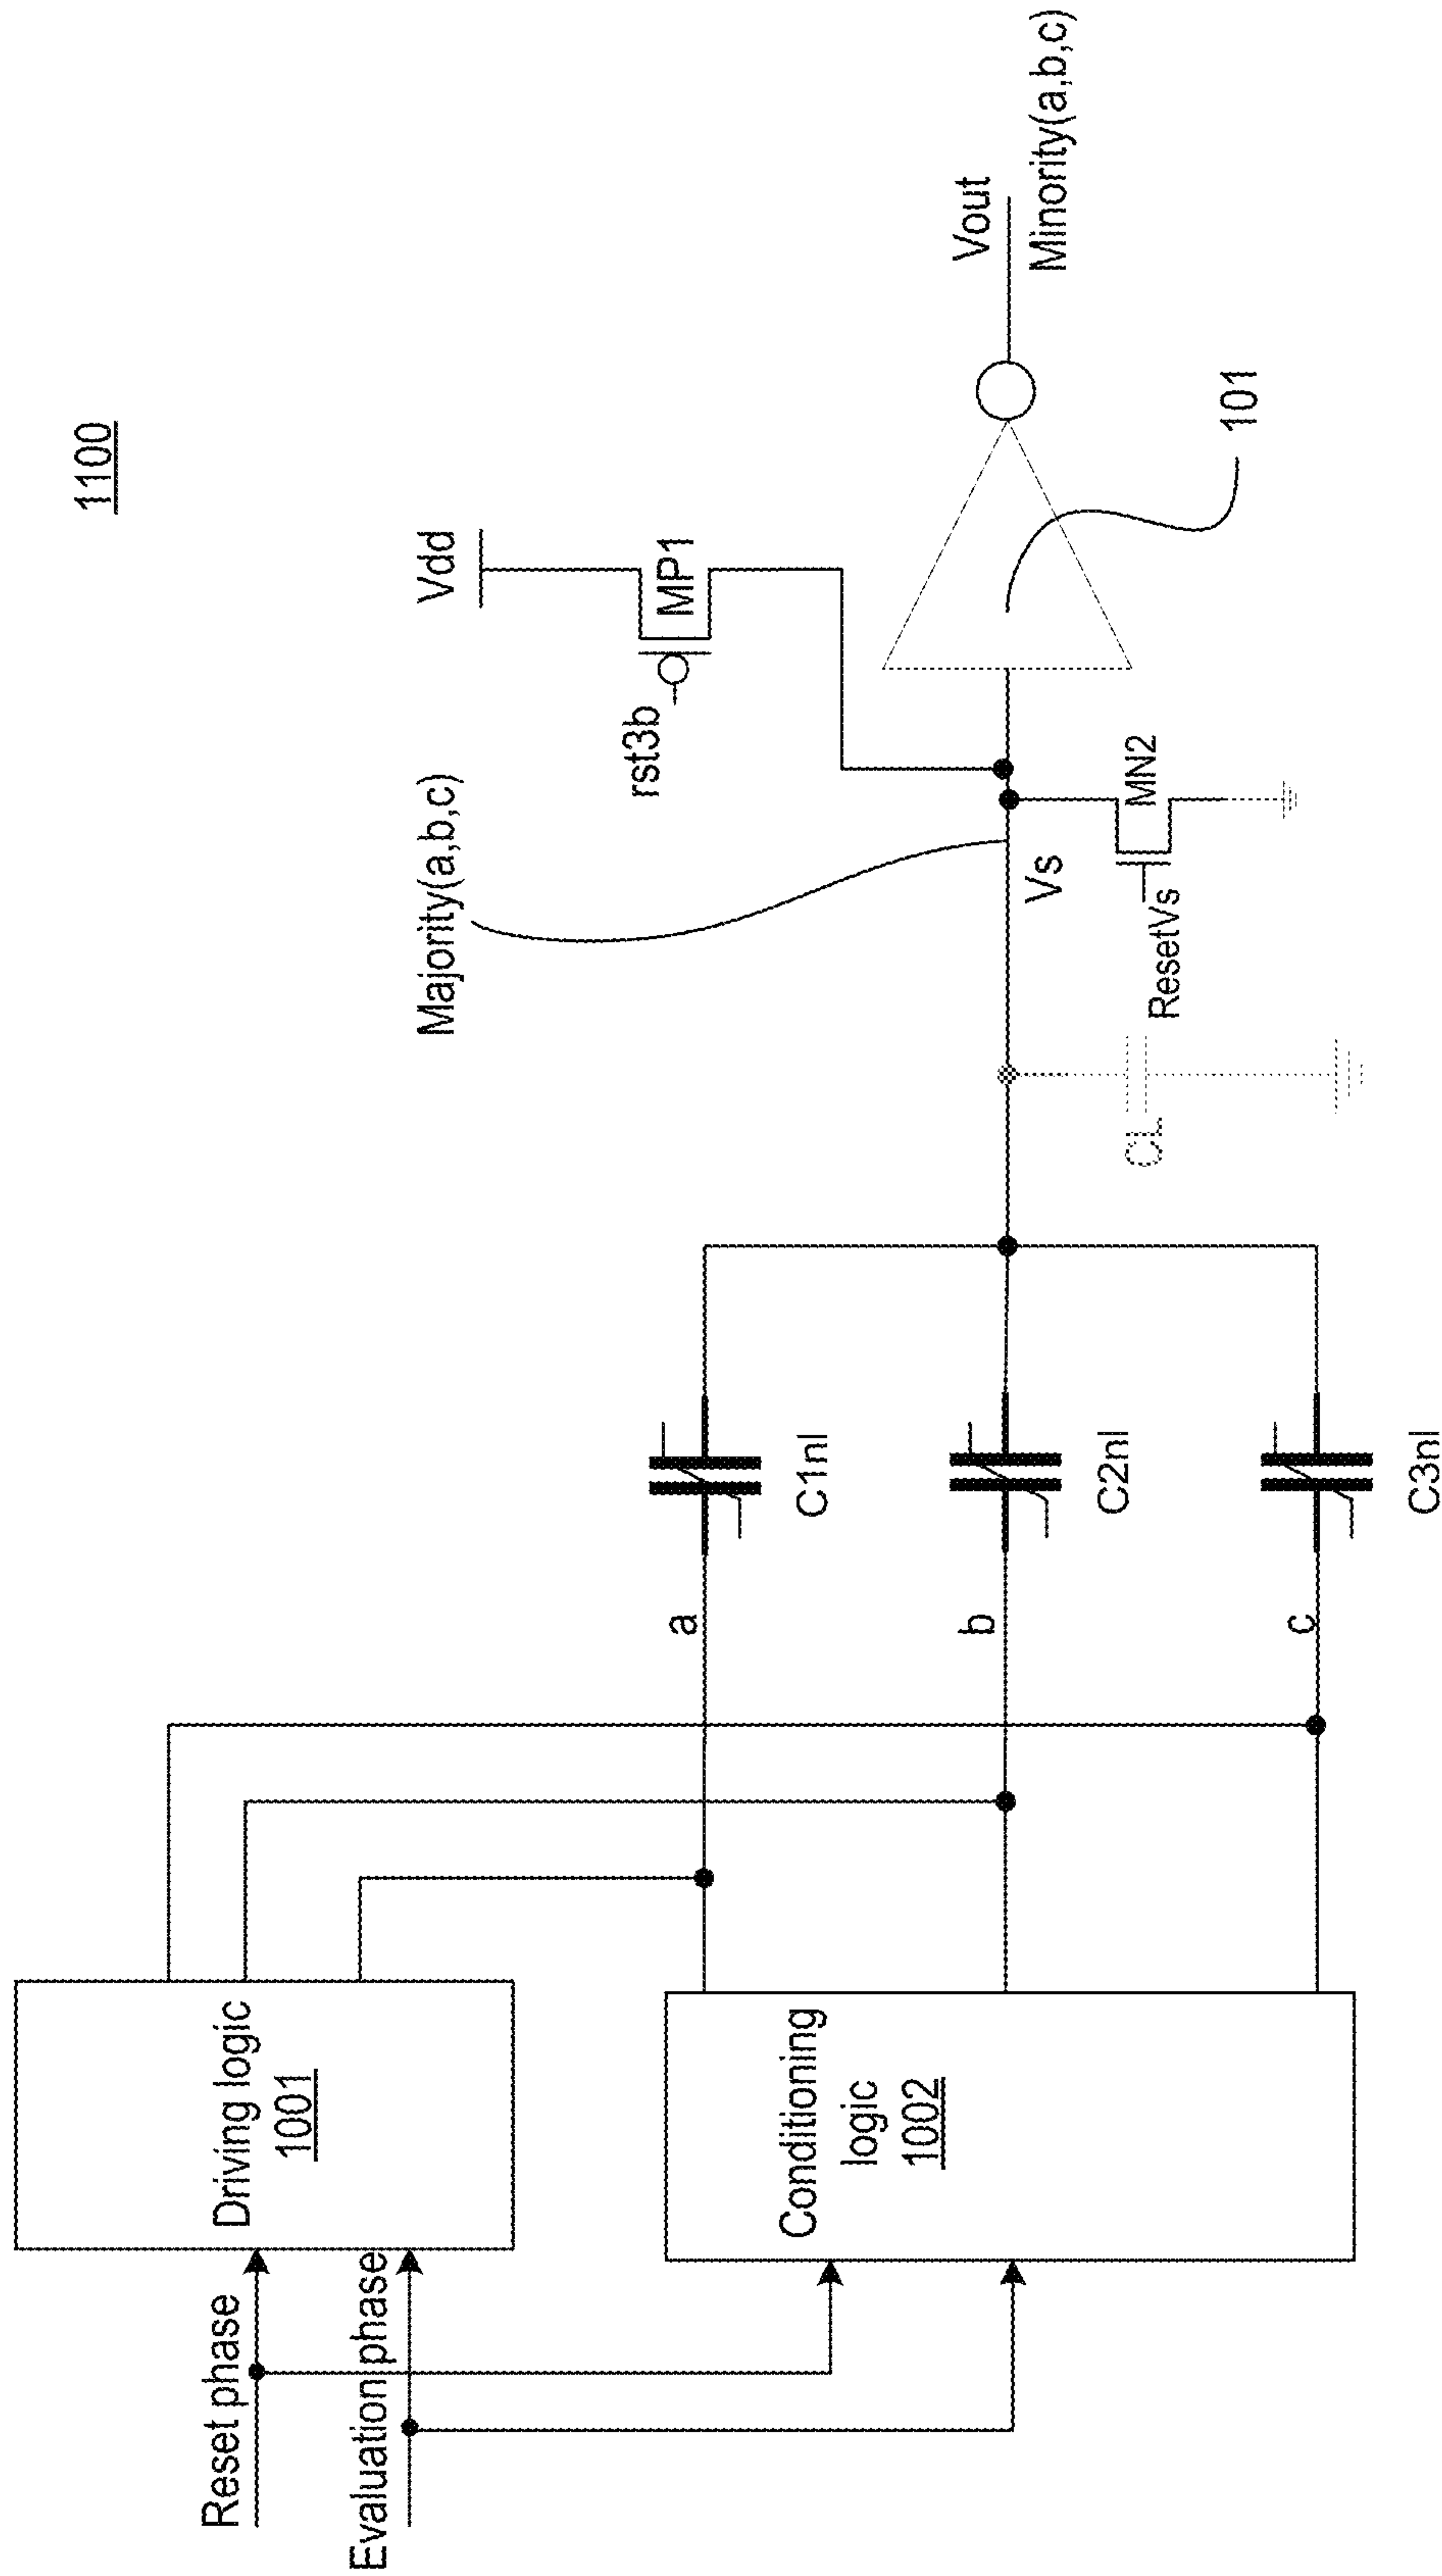 1100
Reset phase
Evaluation phase
Driving logic
1001
Conditioning
logic
1002
a
b
c
C1nl
C2nl
C3nl
CL
Majority(a,b,c)
Vs
ResetVs
MN2
Vdd
rst3b
MP1
101
Vout
Minority(a,b,c)